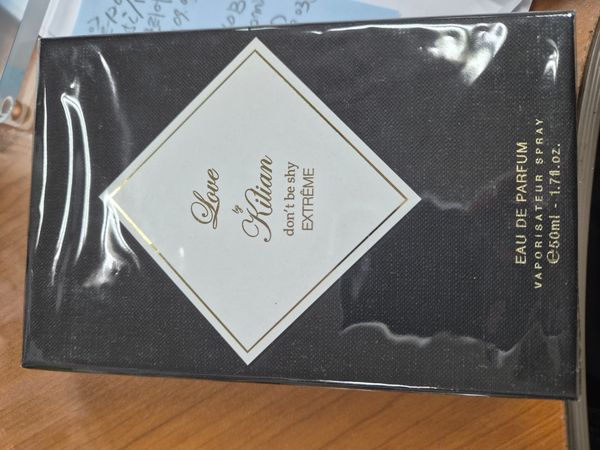 Love
by
Kilian
don't be shy
EXTRÊME
EAU DE PARFUM
VAPORISATEUR SPRAY
℮50ml - 1.7fl.oz.